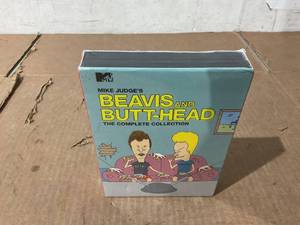 MTV
MIKE JUDGE'S
BEAVIS AND
BUTT-HEAD
THE COMPLETE COLLECTION